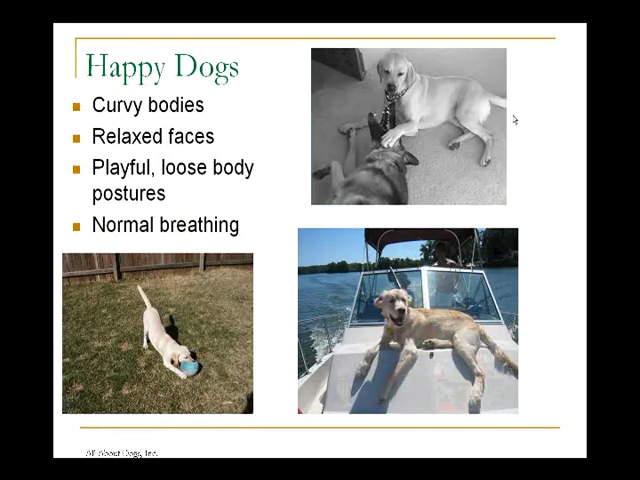 Happy Dogs
Curvy bodies
Relaxed faces
Playful, loose body
postures
Normal breathing
All About Dogs, Inc.